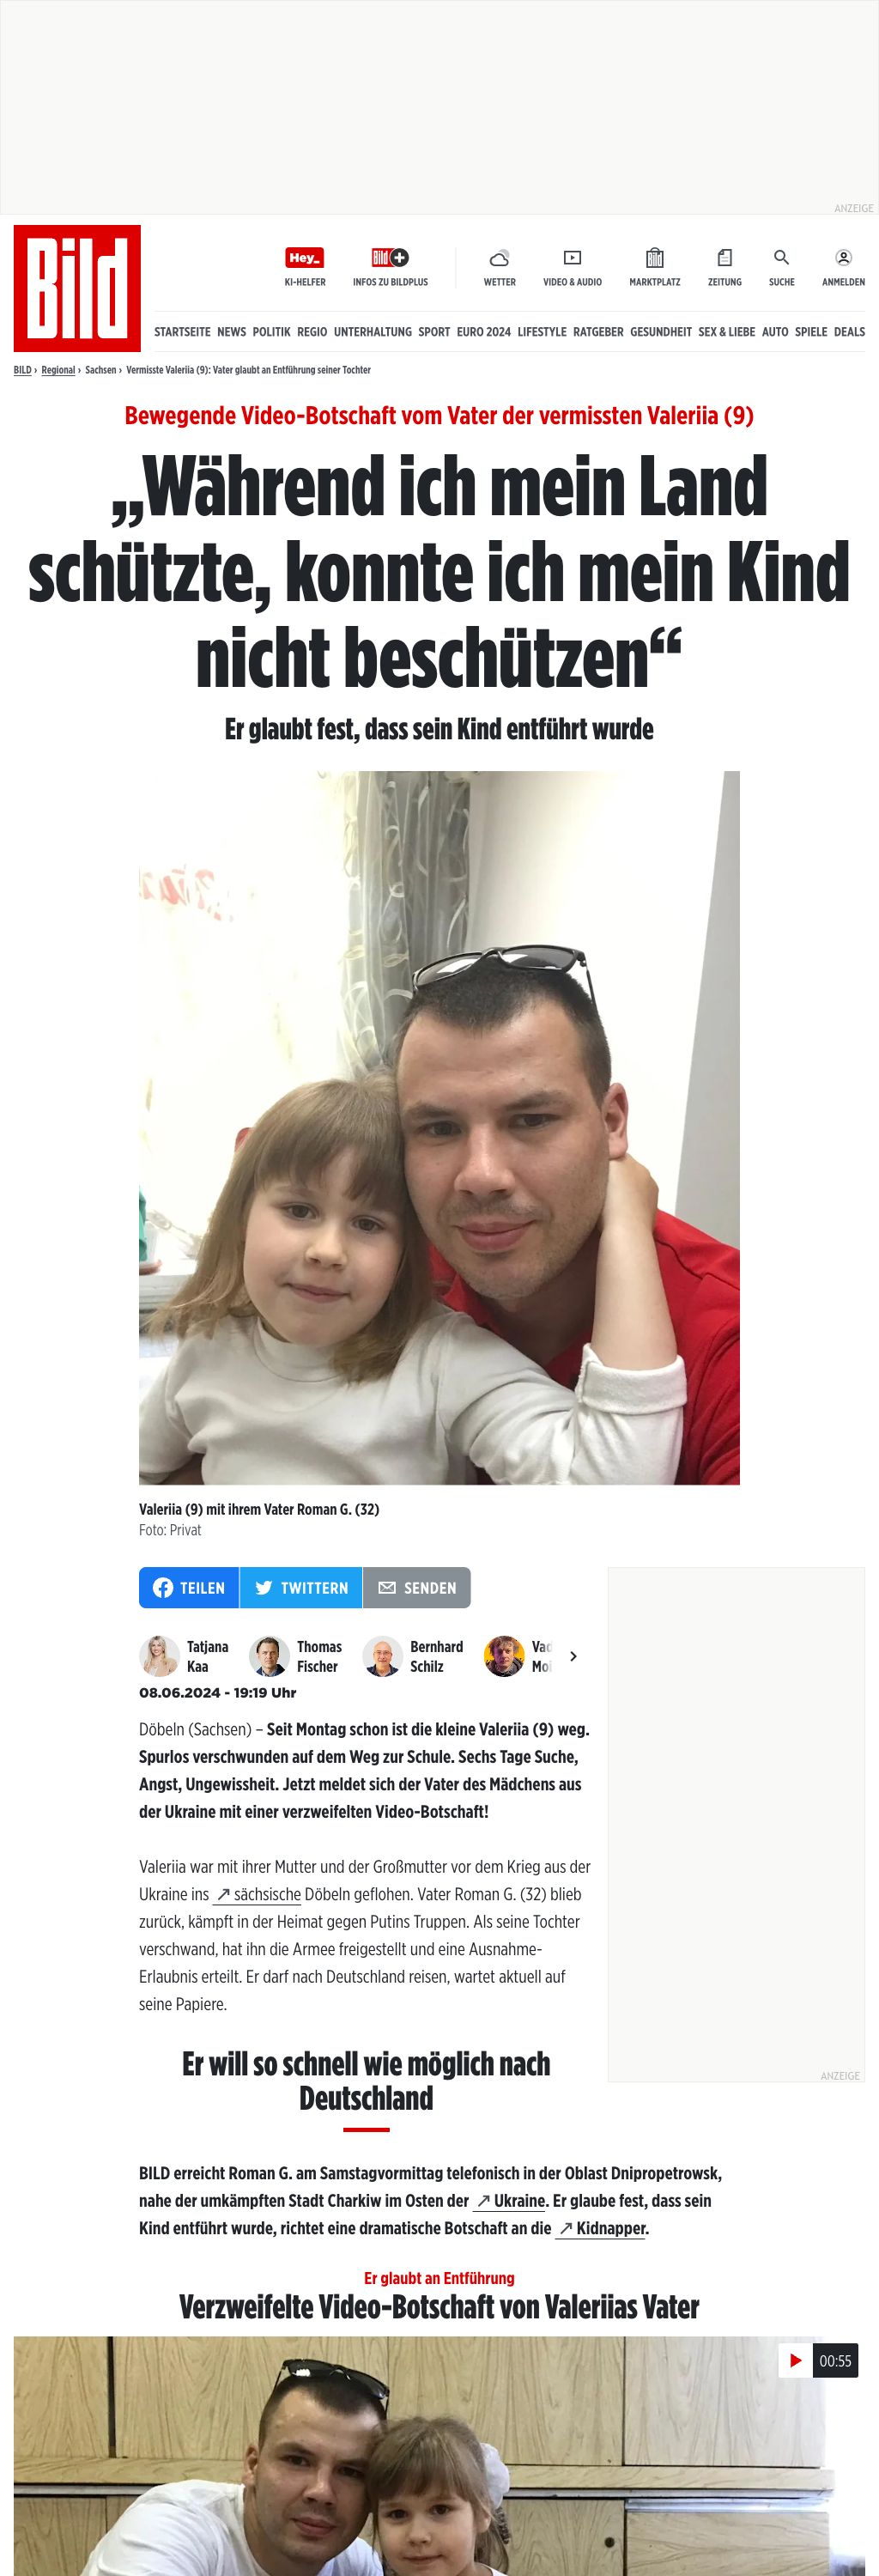 ANZEIGE
Bild
Hey_
Bild
KI-HELFER
INFOS ZU BILDPLUS
WETTER
VIDEO & AUDIO
MARKTPLATZ
ZEITUNG
SUCHE
ANMELDEN
STARTSEITE NEWS POLITIK REGIO UNTERHALTUNG SPORT EURO 2024 LIFESTYLE RATGEBER GESUNDHEIT SEX & LIEBE AUTO SPIELE DEALS
BILD › Regional › Sachsen › Vermisste Valeriia (9): Vater glaubt an Entführung seiner Tochter
Bewegende Video-Botschaft vom Vater der vermissten Valeriia (9)
„Während ich mein Land
schützte, konnte ich mein Kind
nicht beschützen“
Er glaubt fest, dass sein Kind entführt wurde
Valeriia (9) mit ihrem Vater Roman G. (32)
Foto: Privat
TEILEN
TWITTERN
SENDEN
Tatjana
Kaa
Thomas
Fischer
Bernhard
Schilz
08.06.2024 - 19:19 Uhr
Döbeln (Sachsen) – Seit Montag schon ist die kleine Valeriia (9) weg.
Spurlos verschwunden auf dem Weg zur Schule. Sechs Tage Suche,
Angst, Ungewissheit. Jetzt meldet sich der Vater des Mädchens aus
der Ukraine mit einer verzweifelten Video-Botschaft!
Valeriia war mit ihrer Mutter und der Großmutter vor dem Krieg aus der
Ukraine ins ↗ sächsische Döbeln geflohen. Vater Roman G. (32) blieb
zurück, kämpft in der Heimat gegen Putins Truppen. Als seine Tochter
verschwand, hat ihn die Armee freigestellt und eine Ausnahme-
Erlaubnis erteilt. Er darf nach Deutschland reisen, wartet aktuell auf
seine Papiere.
ANZEIGE
Er will so schnell wie möglich nach
Deutschland
BILD erreicht Roman G. am Samstagvormittag telefonisch in der Oblast Dnipropetrowsk,
nahe der umkämpften Stadt Charkiw im Osten der ↗ Ukraine. Er glaube fest, dass sein
Kind entführt wurde, richtet eine dramatische Botschaft an die ↗ Kidnapper.
Er glaubt an Entführung
Verzweifelte Video-Botschaft von Valeriias Vater
00:55